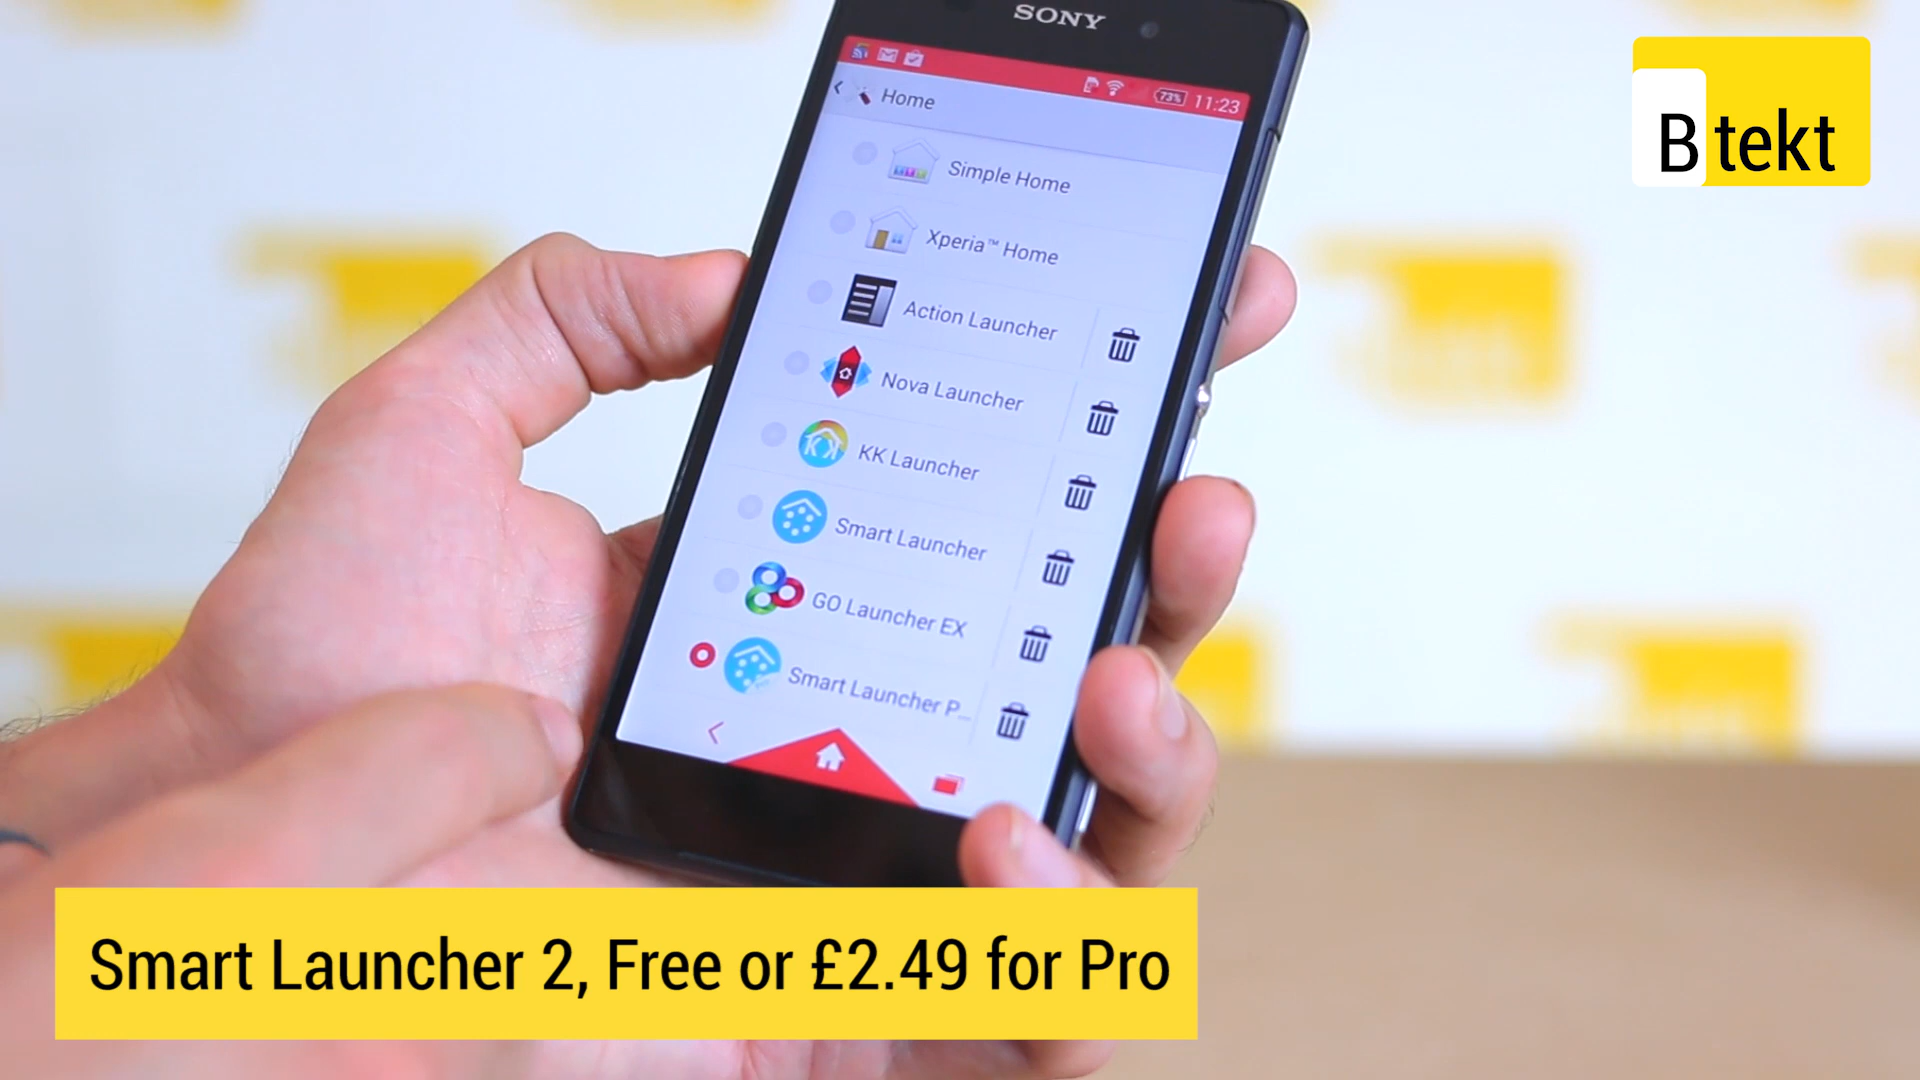 SONY
73% 11:23
Home
Simple Home
Xperia™ Home
Action Launcher
Nova Launcher
KK Launcher
Smart Launcher
GO Launcher EX
Smart Launcher P...
B tekt
Smart Launcher 2, Free or £2.49 for Pro